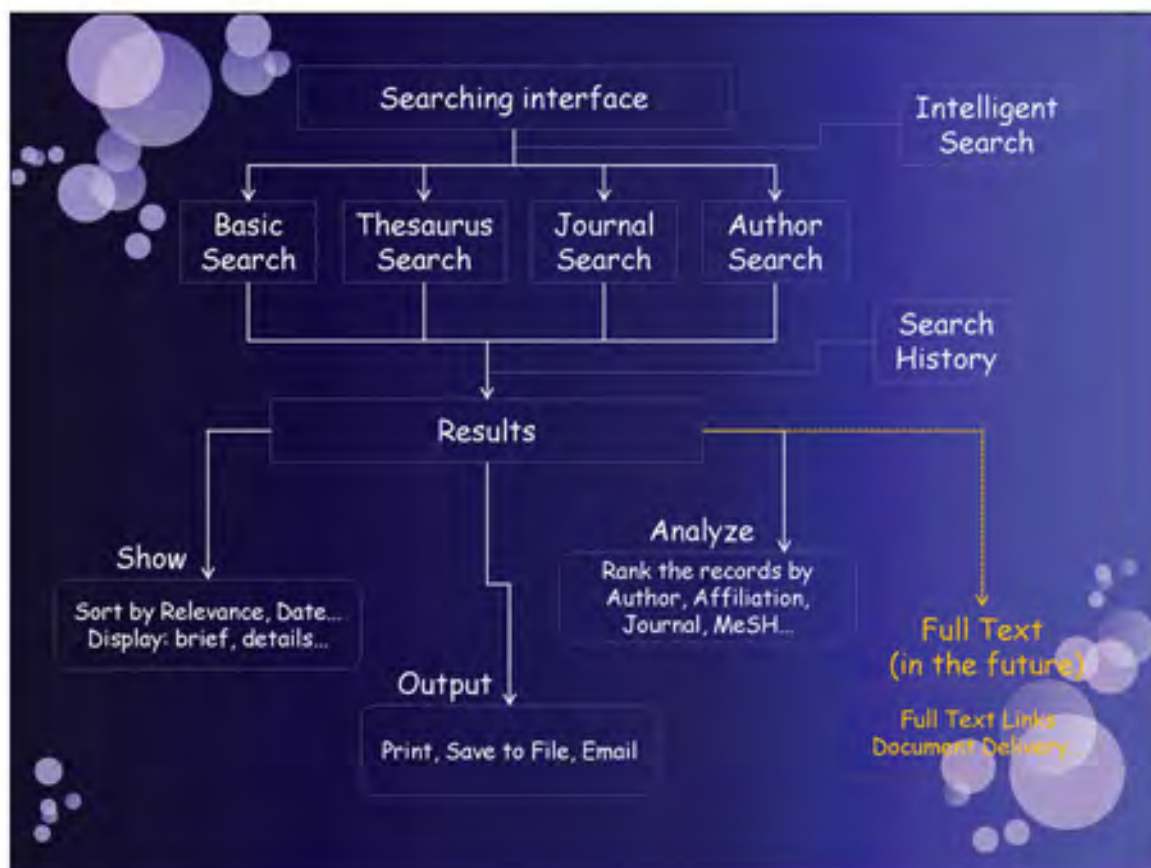 Searching interface
Intelligent
Search
Basic
Search
Thesaurus
Search
Journal
Search
Author
Search
Search
History
Results
Show
Sort by Relevance, Date...
Display: brief, details...
Output
Print, Save to File, Email
Analyze
Rank the records by
Author, Affiliation,
Journal, MeSH...
Full Text
(in the future)
Full Text Links
Document Delivery...